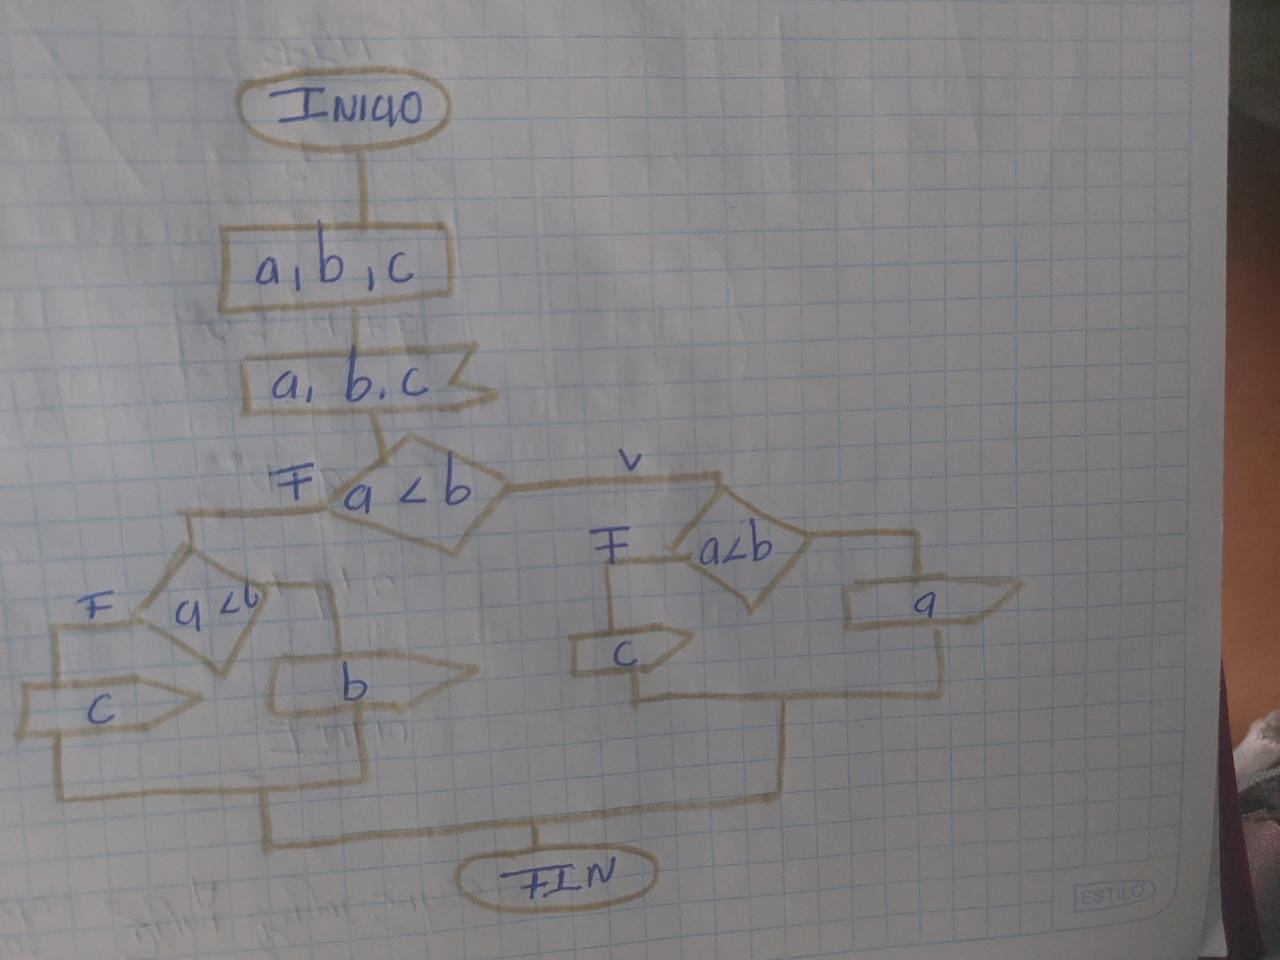 INICIO
a, b, c
a, b. c
F a < b V
F a<b
F a<b
a
c
b
c
FIN
ESTILO